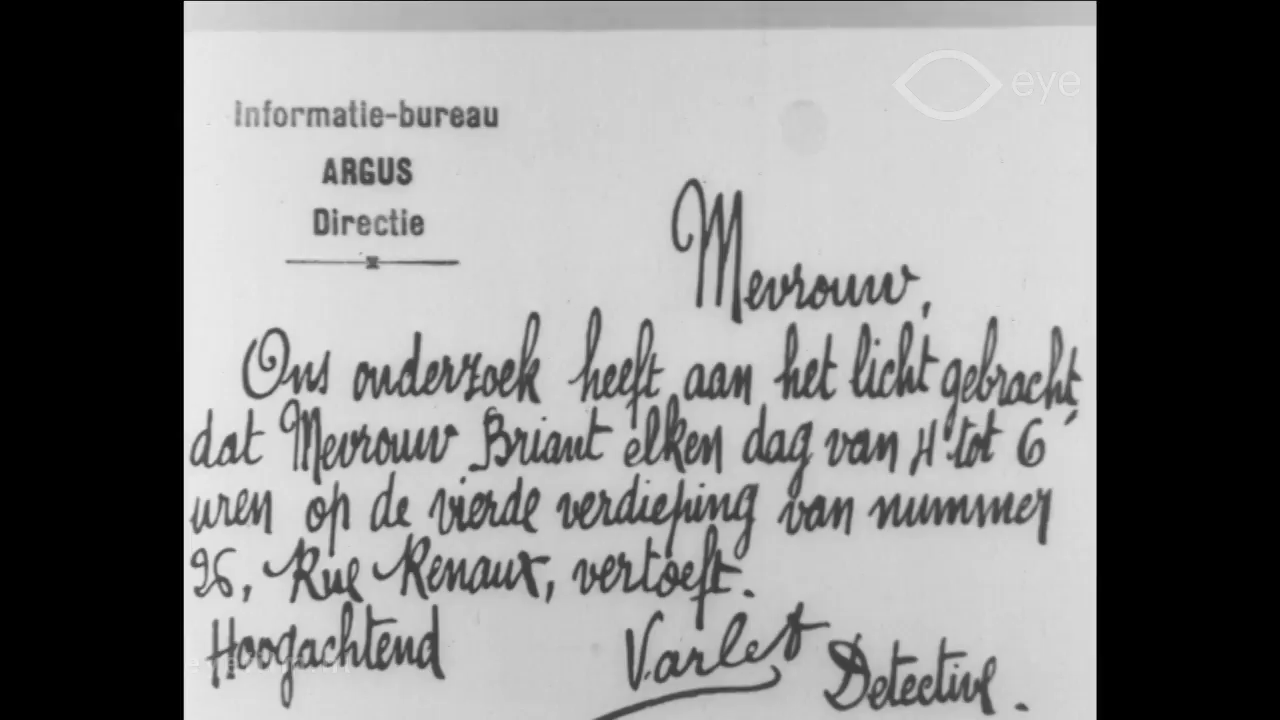 eye
Informatie-bureau
ARGUS
Directie
Mevrouw,
Ons onderzoek heeft aan het licht gebracht,
dat Mevrouw Briant elken dag van 4 tot 6
uren op de vierde verdieping van nummer
26, Rue Renaux, vertoeft.
Hoogachtend
Varlet Detective.